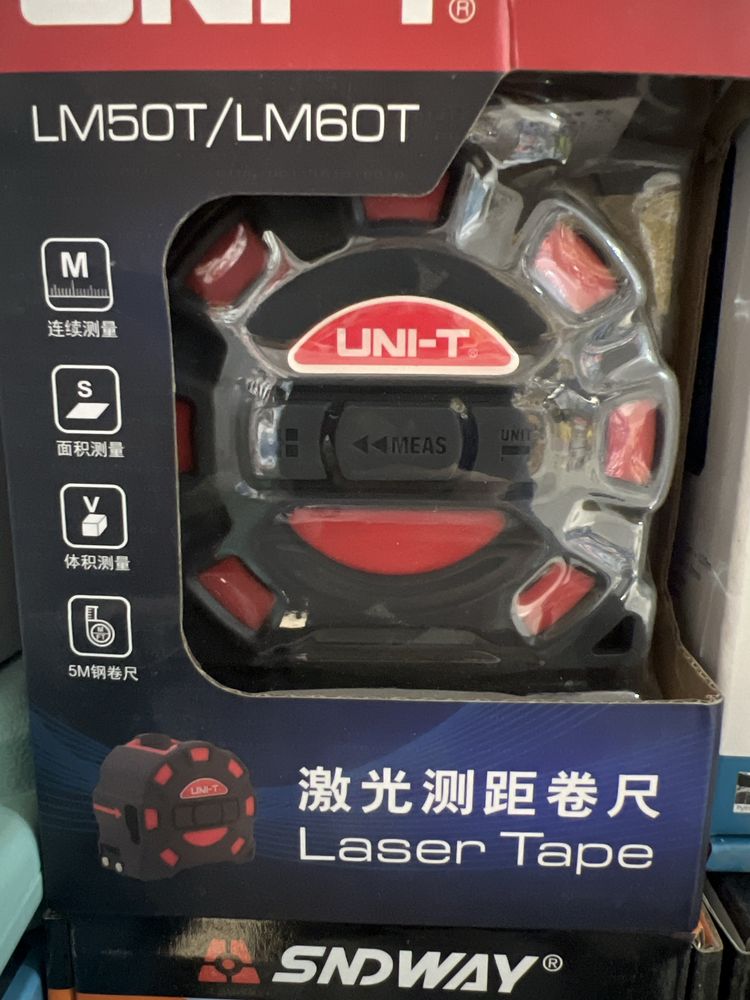 UNI-T®
LM50T/LM60T
M
连续测量
S
面积测量
V
体积测量
5M钢卷尺
UNI-T
MEAS
UNIT
UNI-T
激光测距卷尺
Laser Tape
SNDWAY®